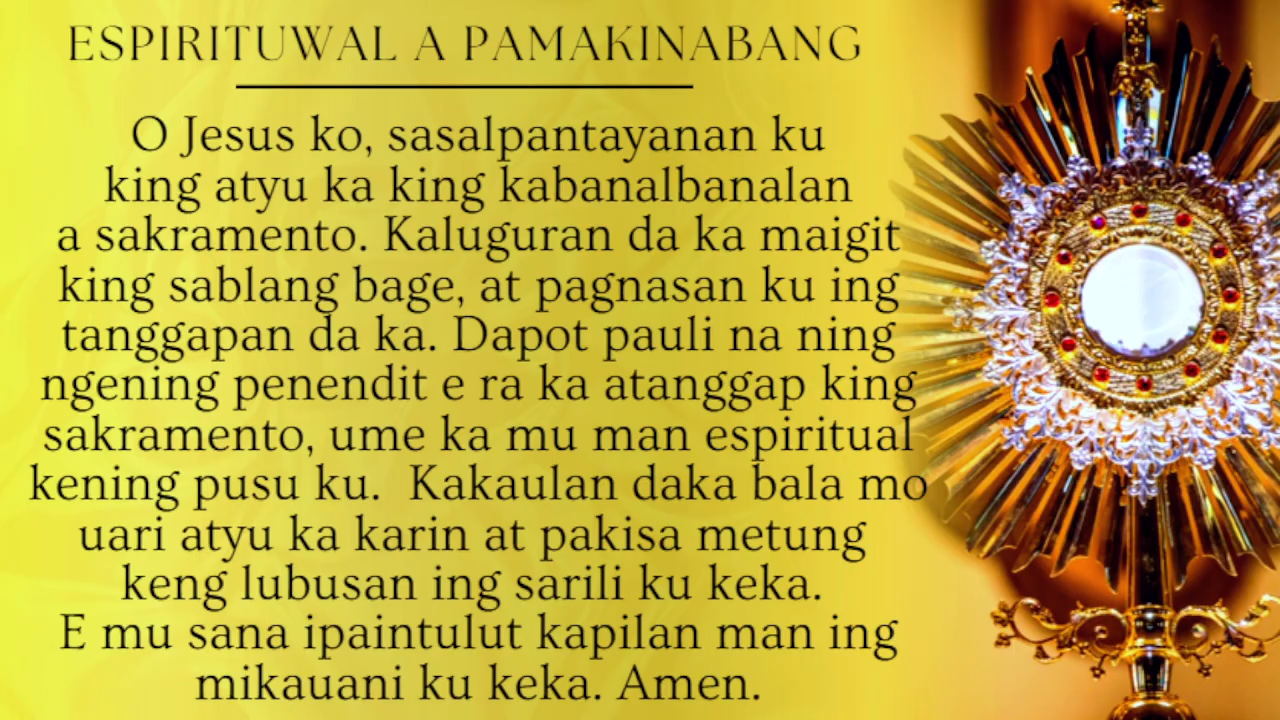 ESPIRITUWAL A PAMAKINABANG
O Jesus ko, sasalpantayanan ku
king atyu ka king kabanalbanalan
a sakramento. Kaluguran da ka maigit
king sablang bage, at pagnasan ku ing
tanggapan da ka. Dapot pauli na ning
ngening penendit e ra ka atanggap king
sakramento, ume ka mu man espiritual
kening pusu ku.  Kakaulan daka bala mo
uari atyu ka karin at pakisa metung
keng lubusan ing sarili ku keka.
E mu sana ipaintulut kapilan man ing
mikauani ku keka. Amen.